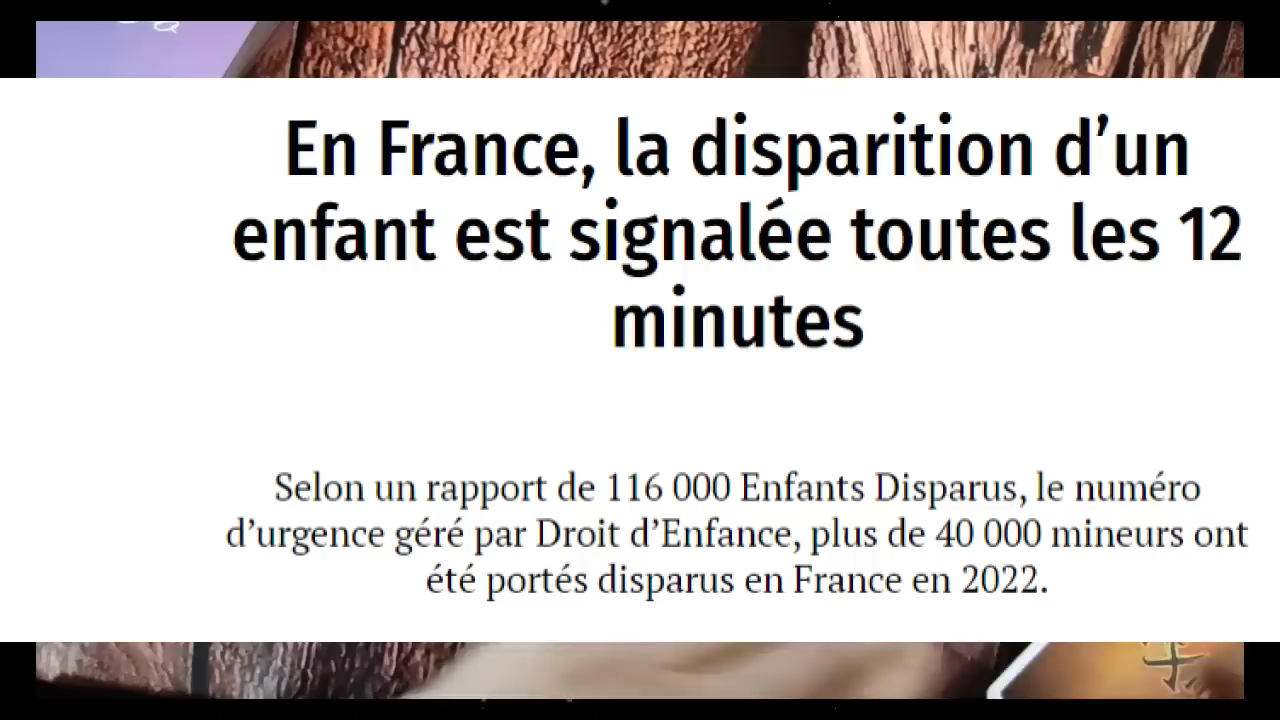 En France, la disparition d’un
enfant est signalée toutes les 12
minutes
Selon un rapport de 116 000 Enfants Disparus, le numéro
d’urgence géré par Droit d’Enfance, plus de 40 000 mineurs ont
été portés disparus en France en 2022.